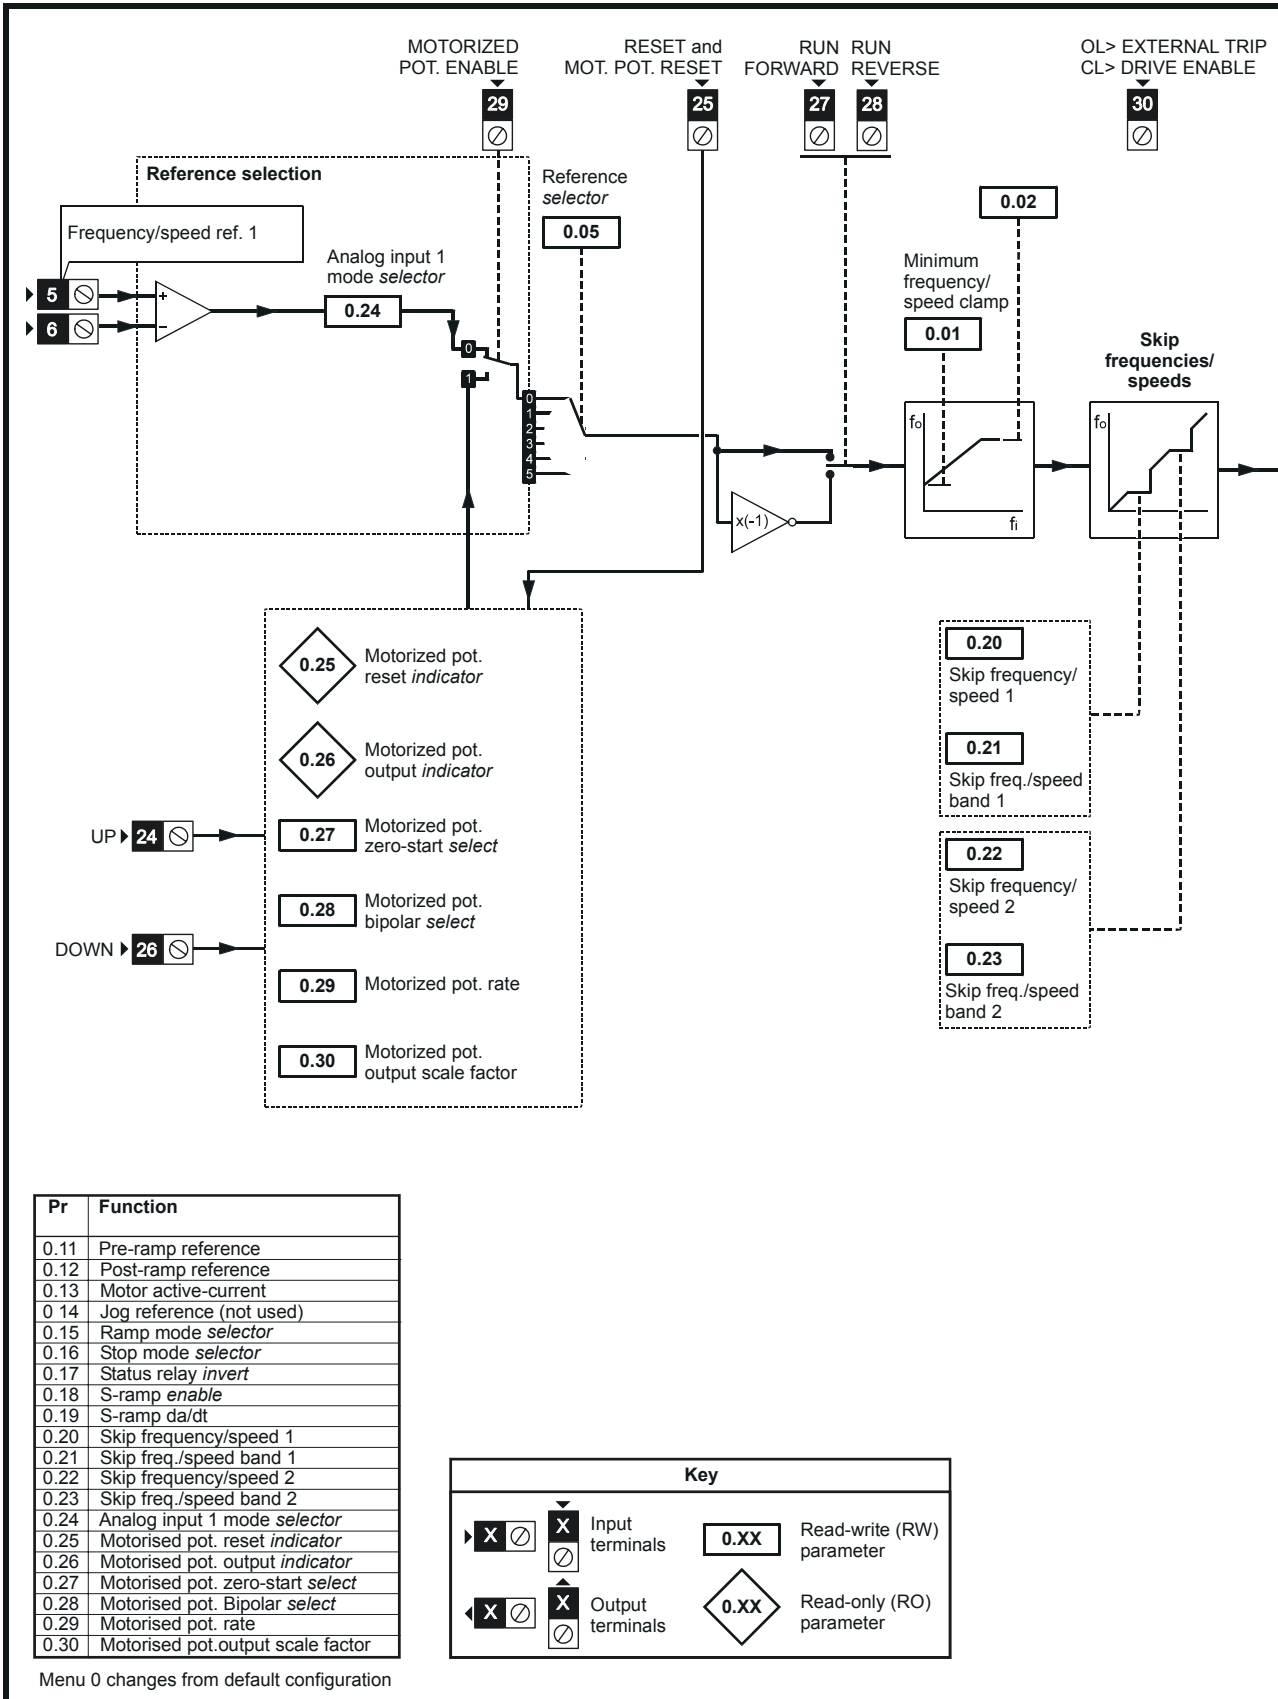 MOTORIZED
POT. ENABLE
29
RESET and
MOT. POT. RESET
25
RUN
FORWARD
27
RUN
REVERSE
28
OL> EXTERNAL TRIP
CL> DRIVE ENABLE
30
Reference selection
Frequency/speed ref. 1
5
6
+
−
Analog input 1
mode selector
0.24
0
1
Reference
selector
0.05
0
1
2
3
4
5
x(-1)
0.02
Minimum
frequency/
speed clamp
0.01
fo
fi
Skip
frequencies/
speeds
fo
0.25
Motorized pot.
reset indicator
0.26
Motorized pot.
output indicator
UP
24
0.27
Motorized pot.
zero-start select
0.28
Motorized pot.
bipolar select
DOWN
26
0.29
Motorized pot. rate
0.30
Motorized pot.
output scale factor
0.20
Skip frequency/
speed 1
0.21
Skip freq./speed
band 1
0.22
Skip frequency/
speed 2
0.23
Skip freq./speed
band 2
Pr Function
0.11 Pre-ramp reference
0.12 Post-ramp reference
0.13 Motor active-current
0 14 Jog reference (not used)
0.15 Ramp mode selector
0.16 Stop mode selector
0.17 Status relay invert
0.18 S-ramp enable
0.19 S-ramp da/dt
0.20 Skip frequency/speed 1
0.21 Skip freq./speed band 1
0.22 Skip frequency/speed 2
0.23 Skip freq./speed band 2
0.24 Analog input 1 mode selector
0.25 Motorised pot. reset indicator
0.26 Motorised pot. output indicator
0.27 Motorised pot. zero-start select
0.28 Motorised pot. Bipolar select
0.29 Motorised pot. rate
0.30 Motorised pot.output scale factor
Menu 0 changes from default configuration
Key
X
X
Input
terminals
0.XX
Read-write (RW)
parameter
X
X
Output
terminals
0.XX
Read-only (RO)
parameter